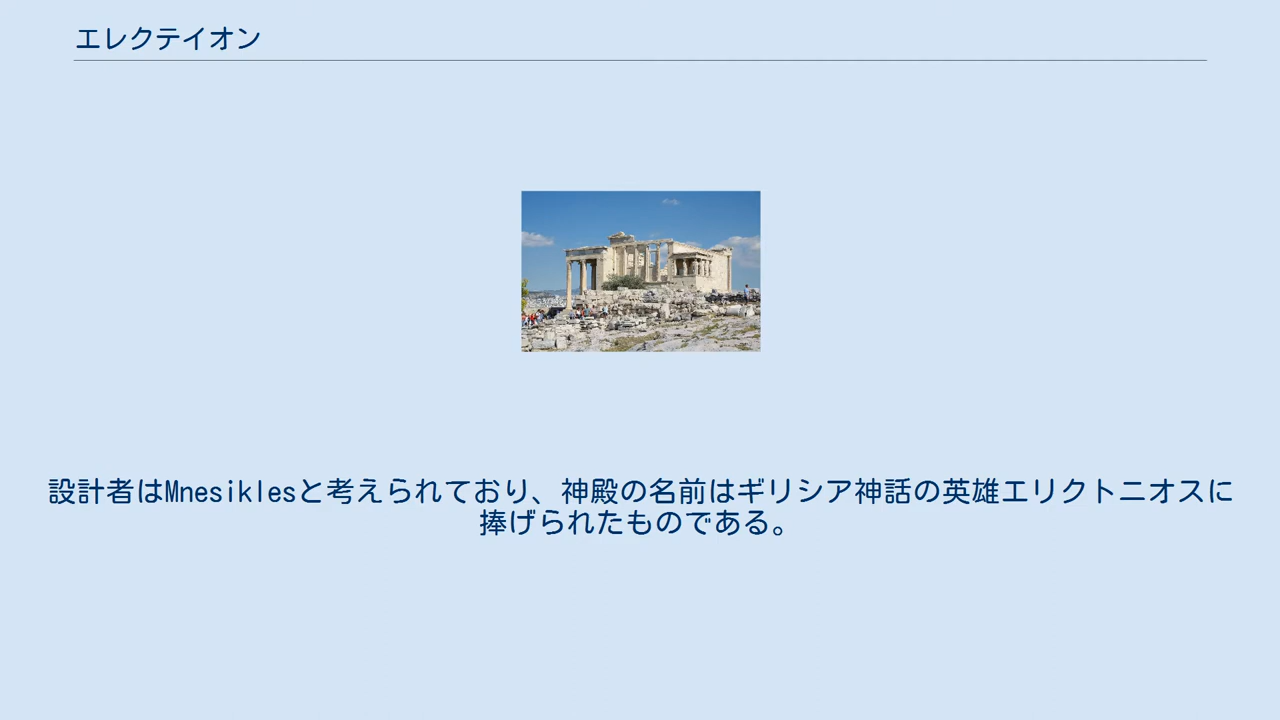 エレクテイオン
設計者はMnesiklesと考えられており、神殿の名前はギリシア神話の英雄エリクトニオスに
捧げられたものである。